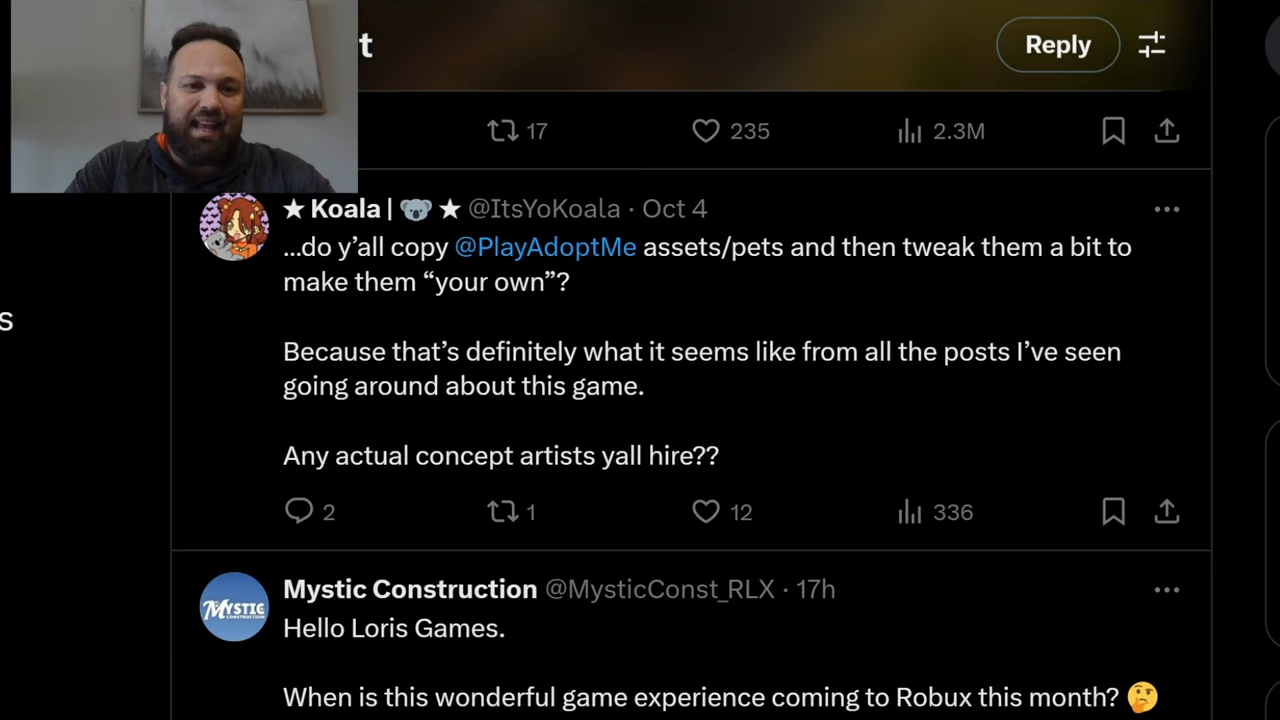 t
Reply
17
235
2.3M
★ Koala | 🐨 ★ @ItsYoKoala · Oct 4
...do y’all copy @PlayAdoptMe assets/pets and then tweak them a bit to
make them “your own”?
Because that’s definitely what it seems like from all the posts I’ve seen
going around about this game.
Any actual concept artists yall hire??
2
1
12
336
s
MYSTIC
CONSTRUCTION
Mystic Construction @MysticConst_RLX · 17h
Hello Loris Games.
When is this wonderful game experience coming to Robux this month? 🤔